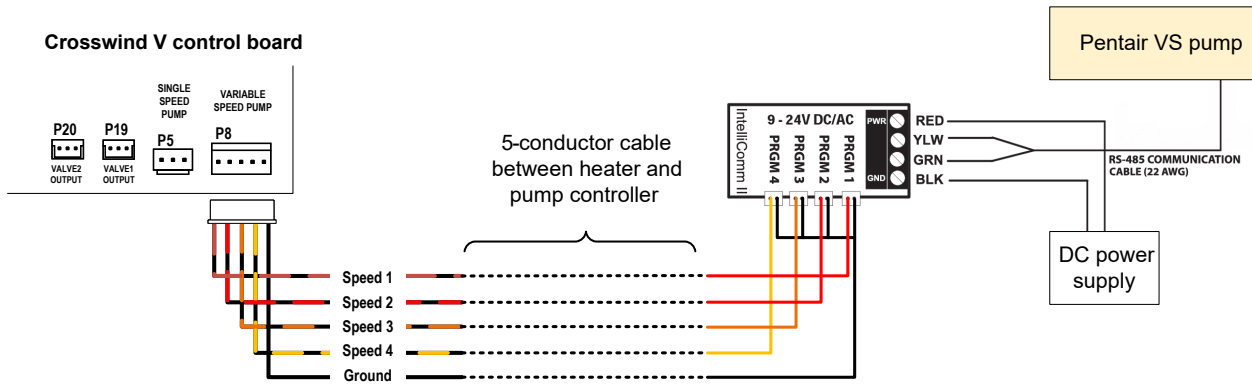 Crosswind V control board
P20
VALVE2
OUTPUT
P19
VALVE1
OUTPUT
SINGLE
SPEED
PUMP
P5
VARIABLE
SPEED PUMP
P8
5-conductor cable
between heater and
pump controller
Speed 1
Speed 2
Speed 3
Speed 4
Ground
IntelliComm II
9 - 24V DC/AC
PRGM 4
PRGM 3
PRGM 2
PRGM 1
PWR
GND
RED
YLW
GRN
BLK
RS-485 COMMUNICATION
CABLE (22 AWG)
Pentair VS pump
DC power
supply